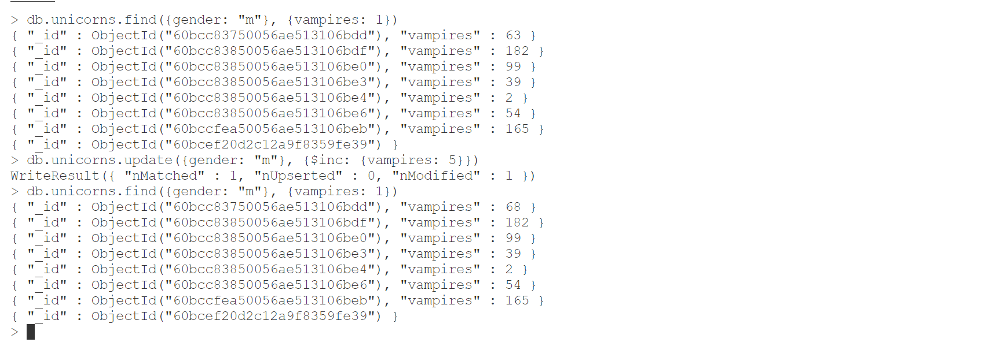 > db.unicorns.find({gender: "m"}, {vampires: 1})
{ "_id" : ObjectId("60bcc83750056ae513106bdd"), "vampires" : 63 }
{ "_id" : ObjectId("60bcc83850056ae513106bdf"), "vampires" : 182 }
{ "_id" : ObjectId("60bcc83850056ae513106be0"), "vampires" : 99 }
{ "_id" : ObjectId("60bcc83850056ae513106be3"), "vampires" : 39 }
{ "_id" : ObjectId("60bcc83850056ae513106be4"), "vampires" : 2 }
{ "_id" : ObjectId("60bcc83850056ae513106be6"), "vampires" : 54 }
{ "_id" : ObjectId("60bccfea50056ae513106beb"), "vampires" : 165 }
{ "_id" : ObjectId("60bcef20d2c12a9f8359fe39") }
> db.unicorns.update({gender: "m"}, {$inc: {vampires: 5}})
WriteResult({ "nMatched" : 1, "nUpserted" : 0, "nModified" : 1 })
> db.unicorns.find({gender: "m"}, {vampires: 1})
{ "_id" : ObjectId("60bcc83750056ae513106bdd"), "vampires" : 68 }
{ "_id" : ObjectId("60bcc83850056ae513106bdf"), "vampires" : 182 }
{ "_id" : ObjectId("60bcc83850056ae513106be0"), "vampires" : 99 }
{ "_id" : ObjectId("60bcc83850056ae513106be3"), "vampires" : 39 }
{ "_id" : ObjectId("60bcc83850056ae513106be4"), "vampires" : 2 }
{ "_id" : ObjectId("60bcc83850056ae513106be6"), "vampires" : 54 }
{ "_id" : ObjectId("60bccfea50056ae513106beb"), "vampires" : 165 }
{ "_id" : ObjectId("60bcef20d2c12a9f8359fe39") }
>